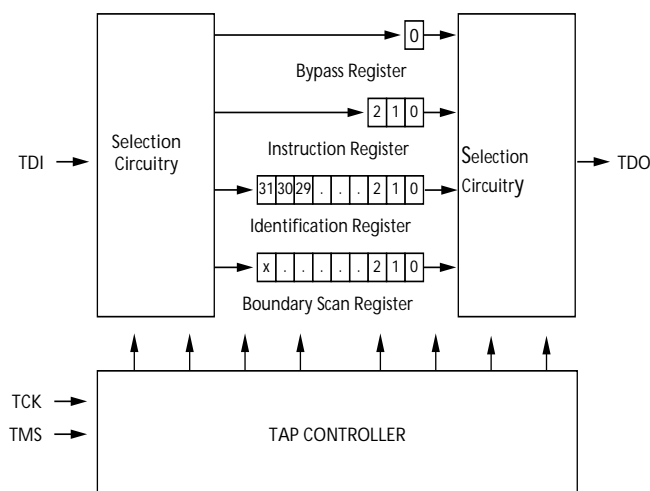 0
Bypass Register
2 1 0
Instruction Register
TDI
Selection
Circuitry
Selection
Circuitry
TDO
31 30 29 . . . 2 1 0
Identification Register
x . . . . . 2 1 0
Boundary Scan Register
TCK
TMS
TAP CONTROLLER